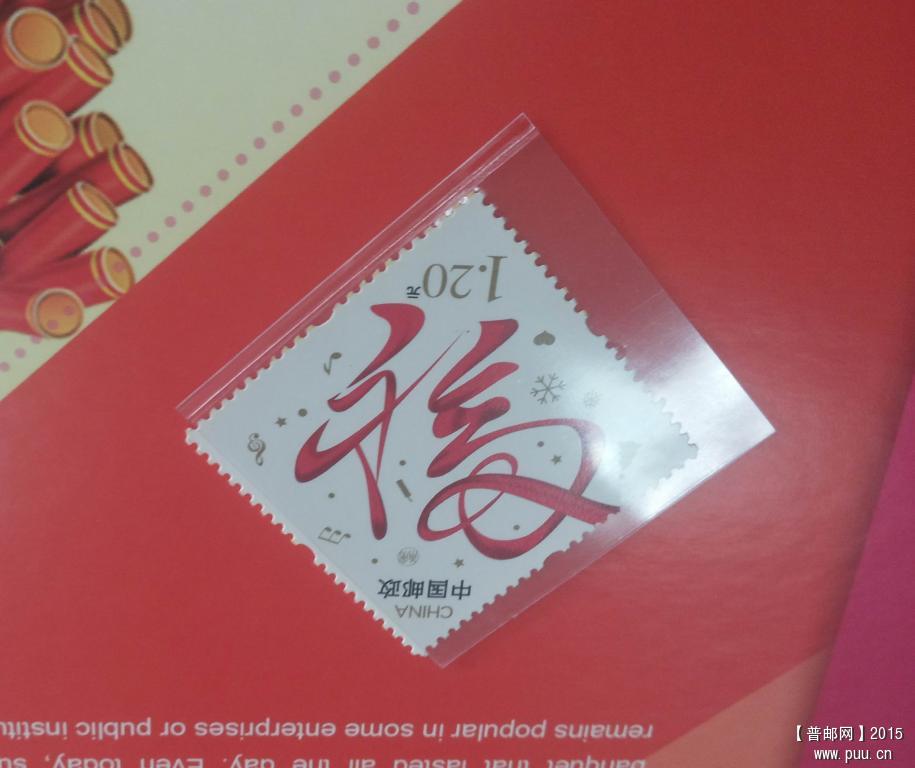 banquet that lasted all the day. Even today, su
remains popular in some enterprises or public institu
CHINA
中国邮政
1.20元
【普邮网】2015
www.puu.cn